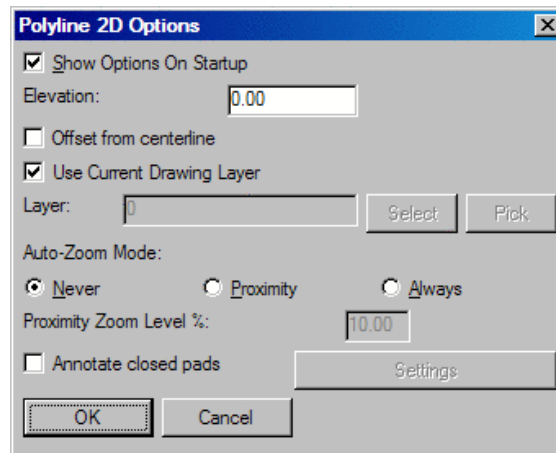 Polyline 2D Options
Show Options On Startup
Elevation: 0.00
Offset from centerline
Use Current Drawing Layer
Layer: 0 Select Pick
Auto-Zoom Mode:
Never Proximity Always
Proximity Zoom Level %: 10.00
Annotate closed pads Settings
OK Cancel